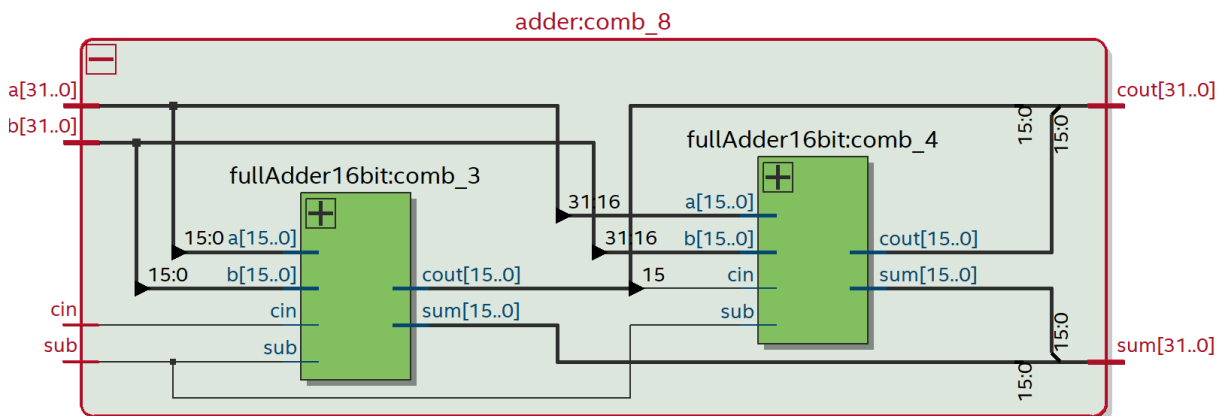 adder:comb_8
a[31..0]
b[31..0]
cin
sub
fullAdder16bit:comb_3
15:0
a[15..0]
15:0
b[15..0]
cin
sub
cout[15..0]
sum[15..0]
fullAdder16bit:comb_4
31:16
a[15..0]
31:16
b[15..0]
15
cin
sub
cout[15..0]
sum[15..0]
15:0
15:0
cout[31..0]
15:0
15:0
sum[31..0]